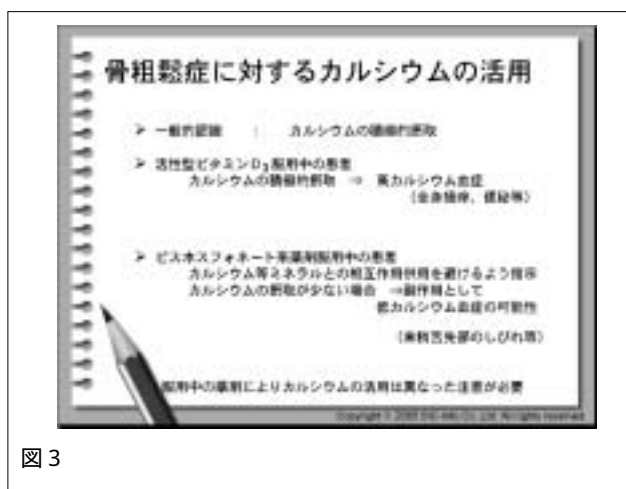 骨粗鬆症に対するカルシウムの活用
➢ 一般的認識 : カルシウムの積極的摂取
➢ 活性型ビタミンD3服用中の患者
カルシウムの積極的摂取 ⇒ 高カルシウム血症
(全身倦怠、便秘等)
➢ ビスホスフォネート系薬剤服用中の患者
カルシウム等ミネラルとの相互作用併用を避けるよう指示
カルシウムの摂取が少ない場合 ⇒副作用として
低カルシウム血症の可能性
(末梢舌先部のしびれ等)
服用中の薬剤によりカルシウムの活用は異なった注意が必要
Copyright © Co., Ltd. All rights reserved.
図3